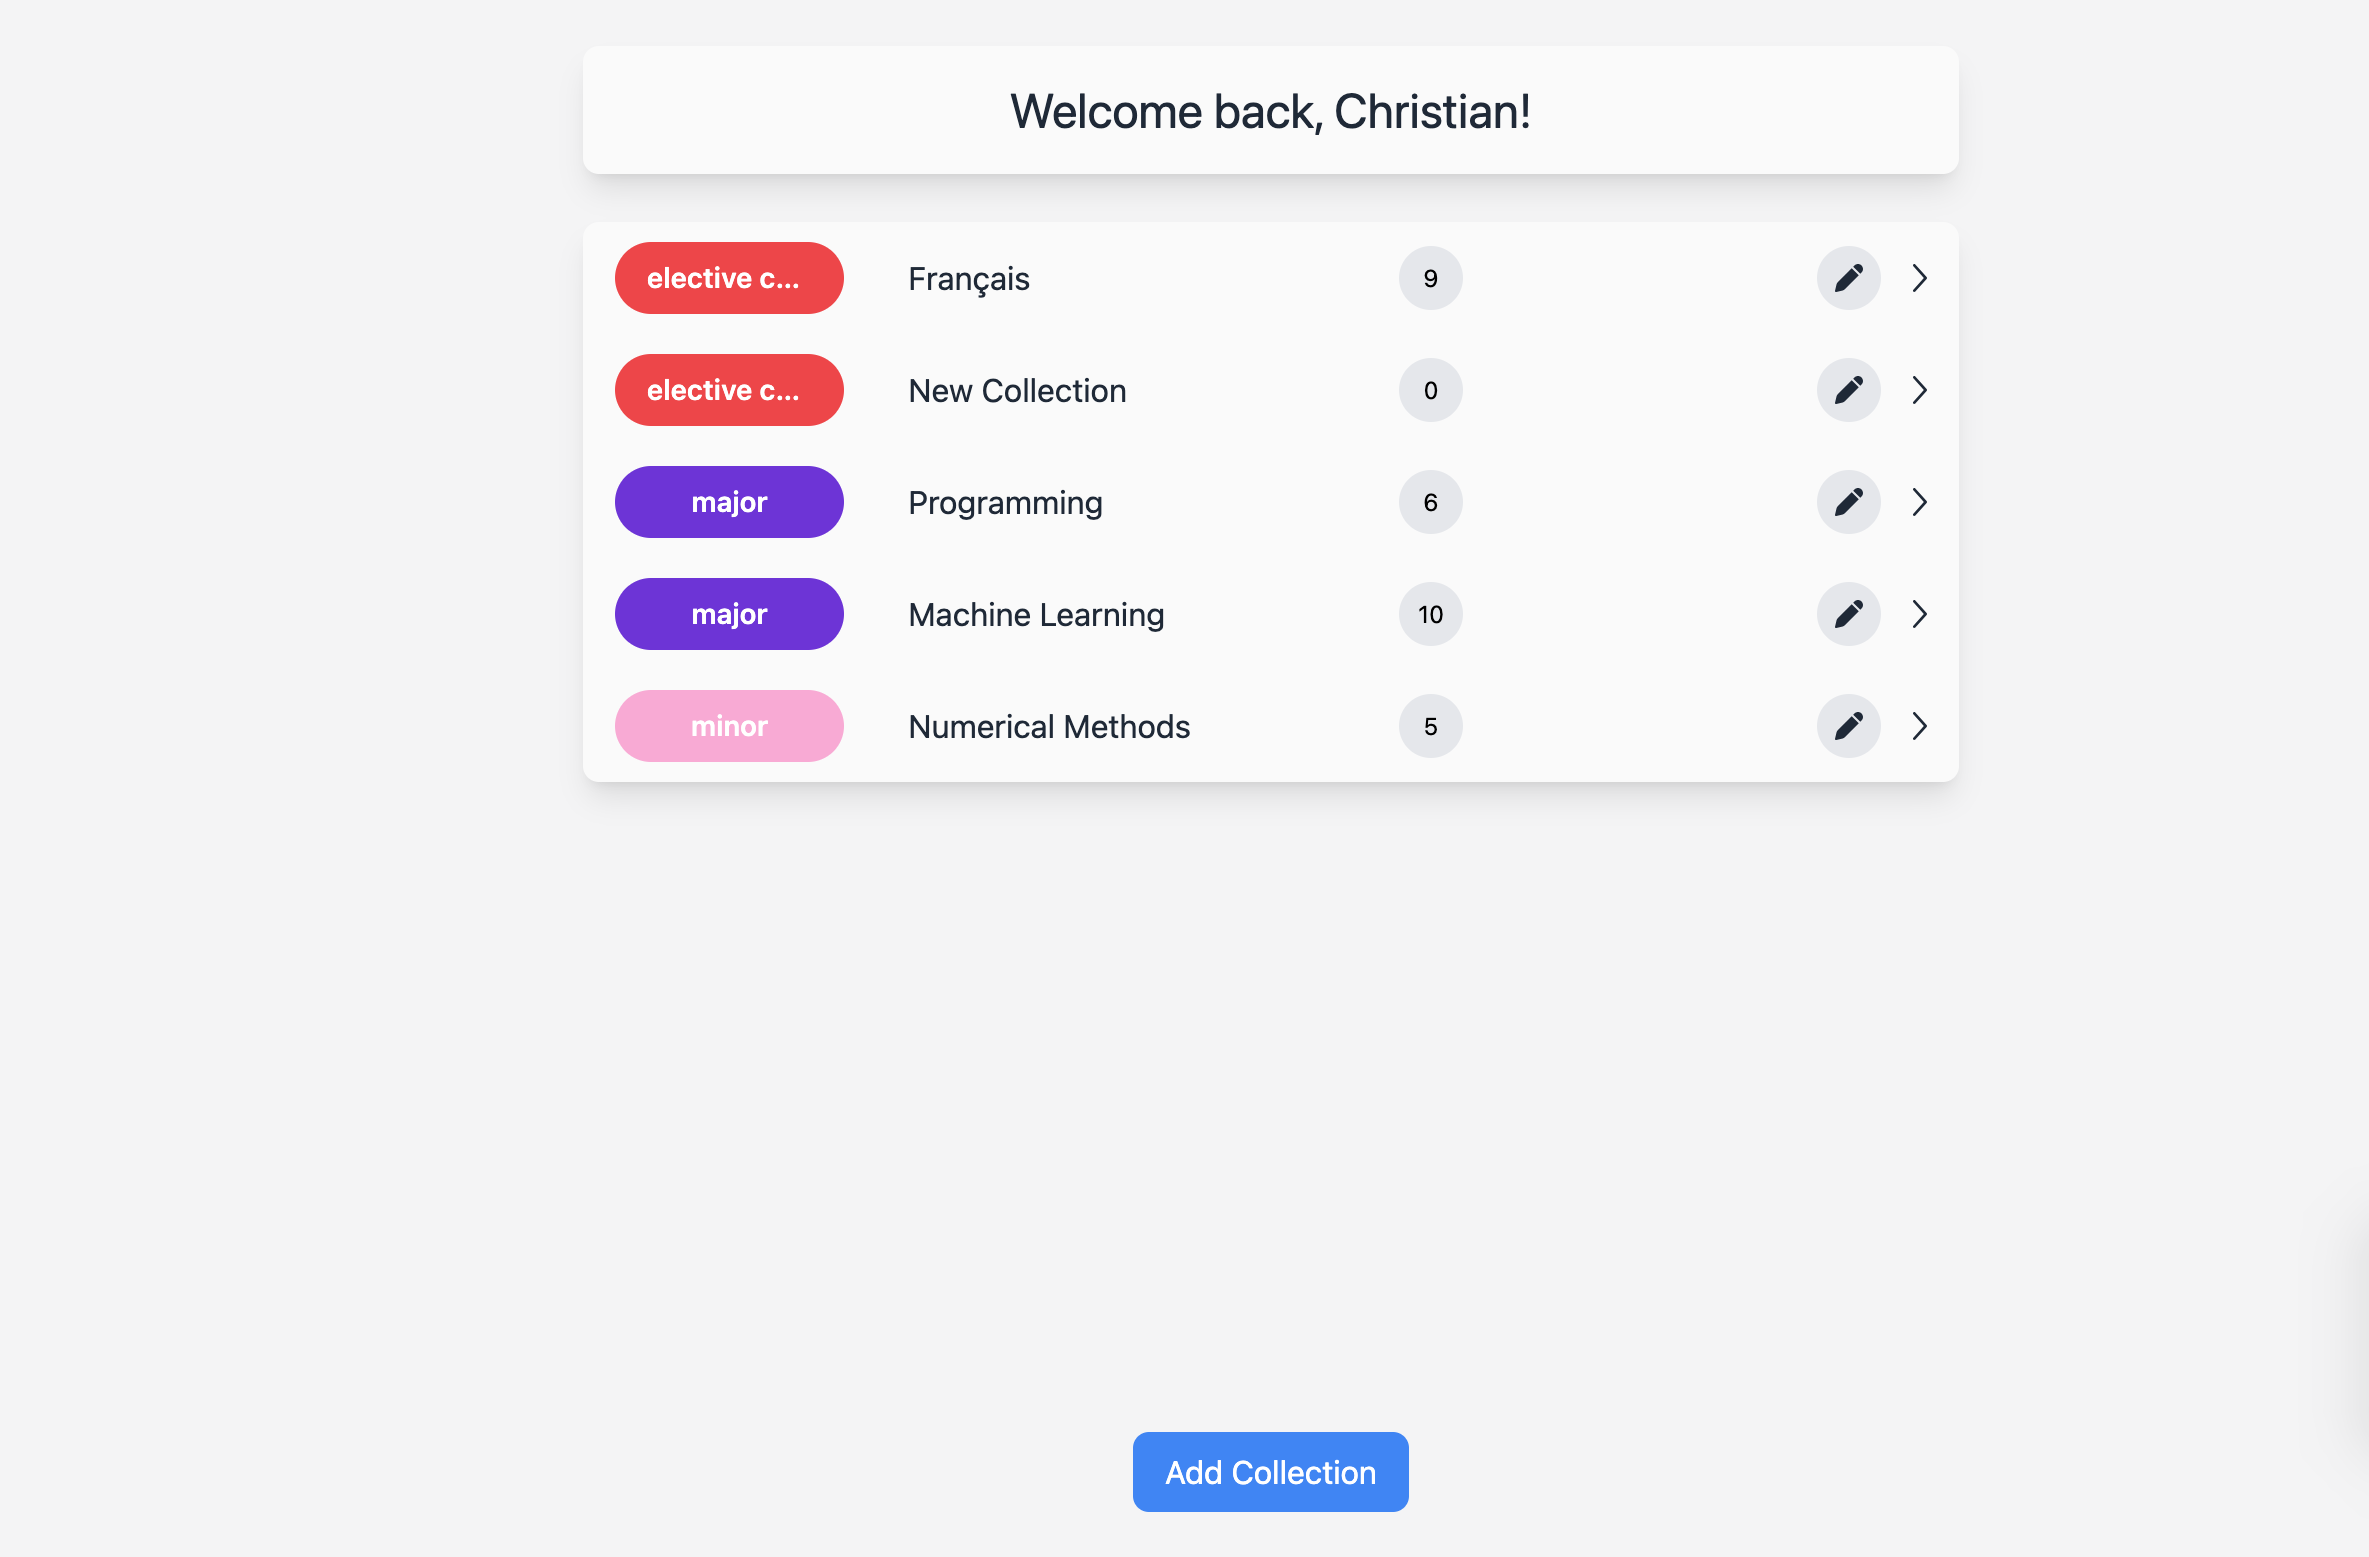 Welcome back, Christian!
elective c... Français 9
elective c... New Collection 0
major Programming 6
major Machine Learning 10
minor Numerical Methods 5
Add Collection